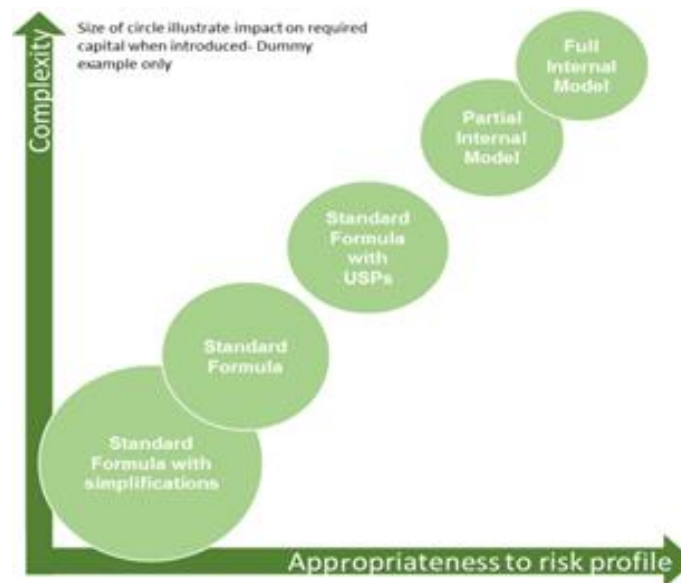 Size of circle illustrate impact on required
capital when introduced- Dummy
example only
Complexity
Full
Internal
Model
Partial
Internal
Model
Standard
Formula
with
USPs
Standard
Formula
Standard
Formula with
simplifications
Appropriateness to risk profile